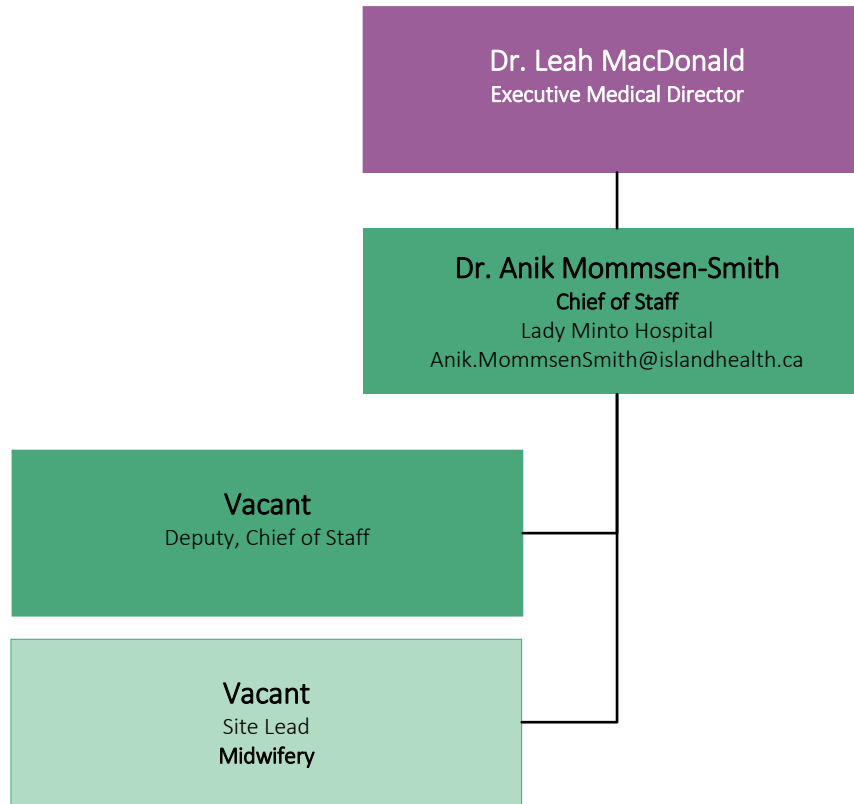 Dr. Leah MacDonald
Executive Medical Director
Dr. Anik Mommsen-Smith
Chief of Staff
Lady Minto Hospital
Anik.MommsenSmith@islandhealth.ca
Vacant
Deputy, Chief of Staff
Vacant
Site Lead
Midwifery